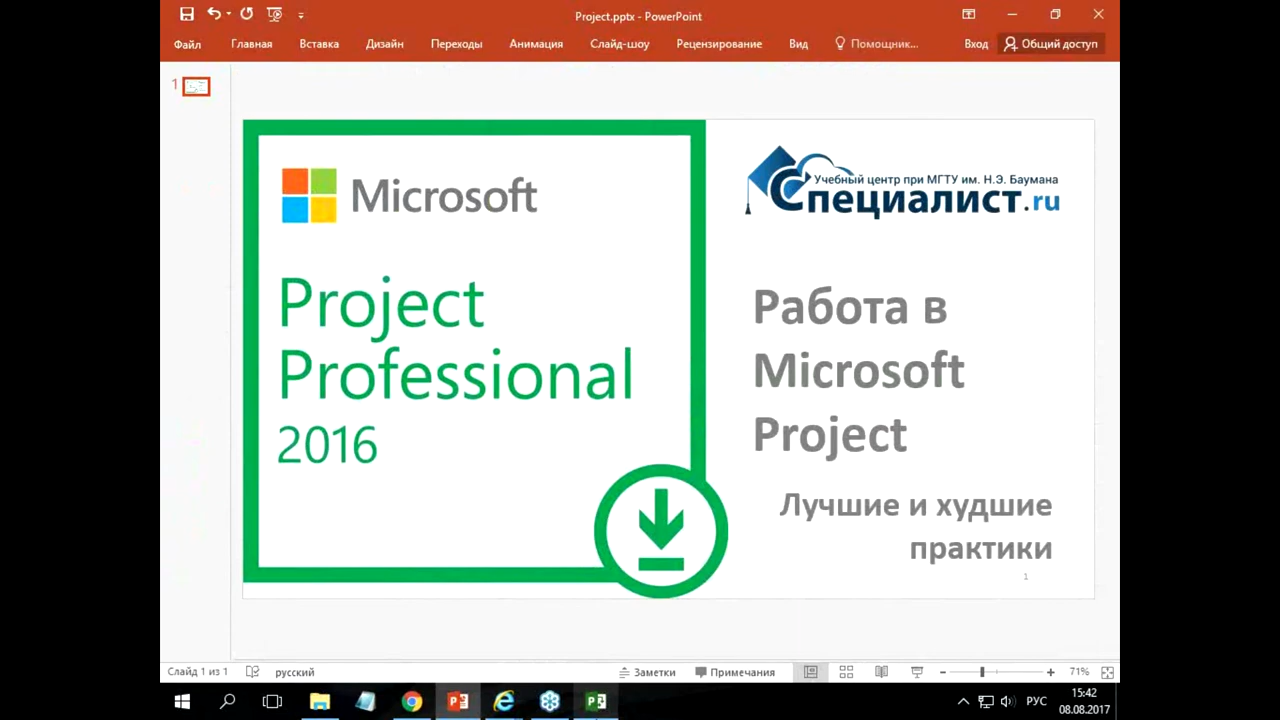 Project.pptx - PowerPoint
Файл Главная Вставка Дизайн Переходы Анимация Слайд-шоу Рецензирование Вид Помощник... Вход Общий доступ
1
Microsoft
Project
Professional
2016
Учебный центр при МГТУ им. Н.Э. Баумана
Специалист.ru
Работа в
Microsoft
Project
Лучшие и худшие
практики
1
Слайд 1 из 1 русский Заметки Примечания 71%
РУС 15:42
08.08.2017